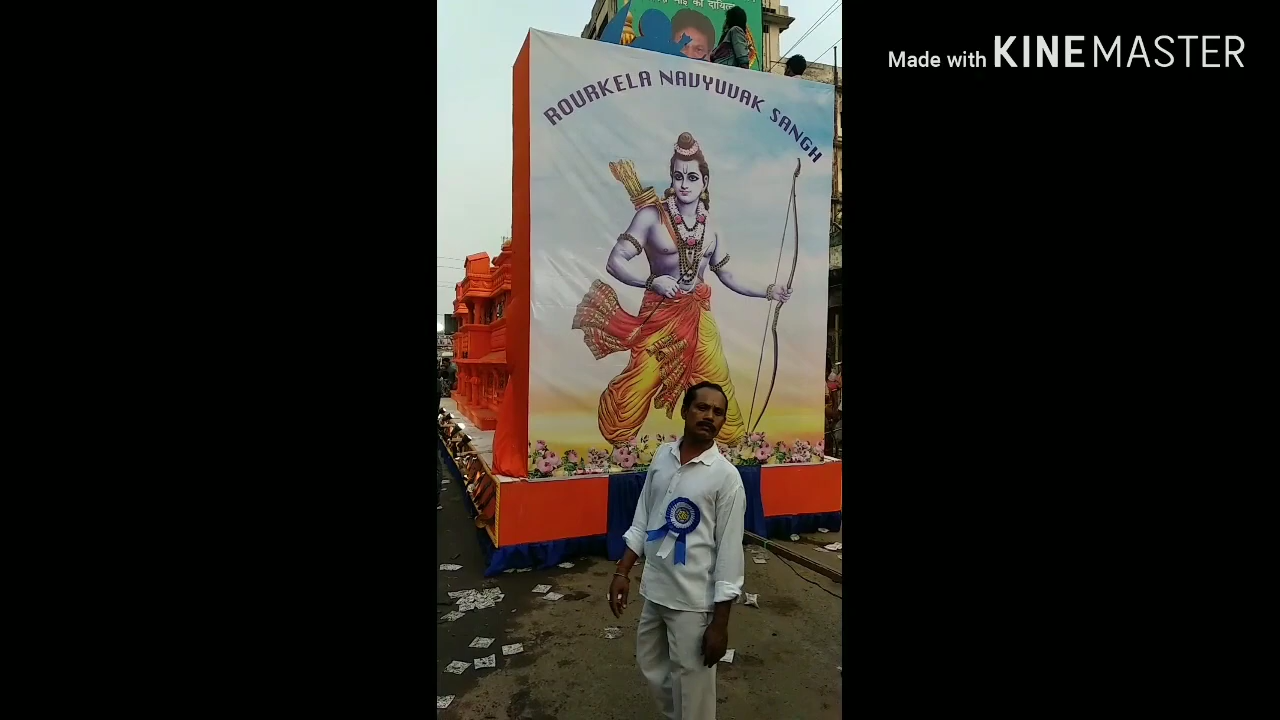 की दायित्व
Made with KINEMASTER
ROURKELA NAVYUVAK SANGH